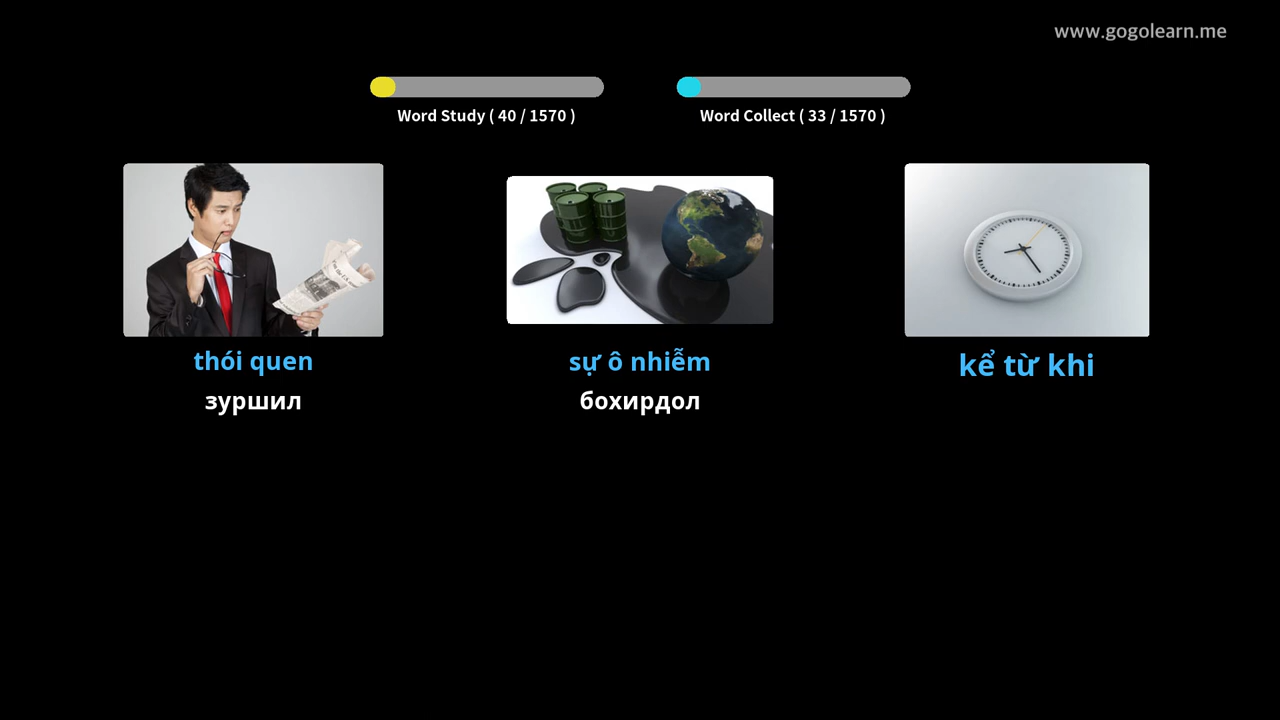 www.gogolearn.me
Word Study ( 40 / 1570 )
Word Collect ( 33 / 1570 )
thói quen
зуршил
sự ô nhiễm
бохирдол
kể từ khi